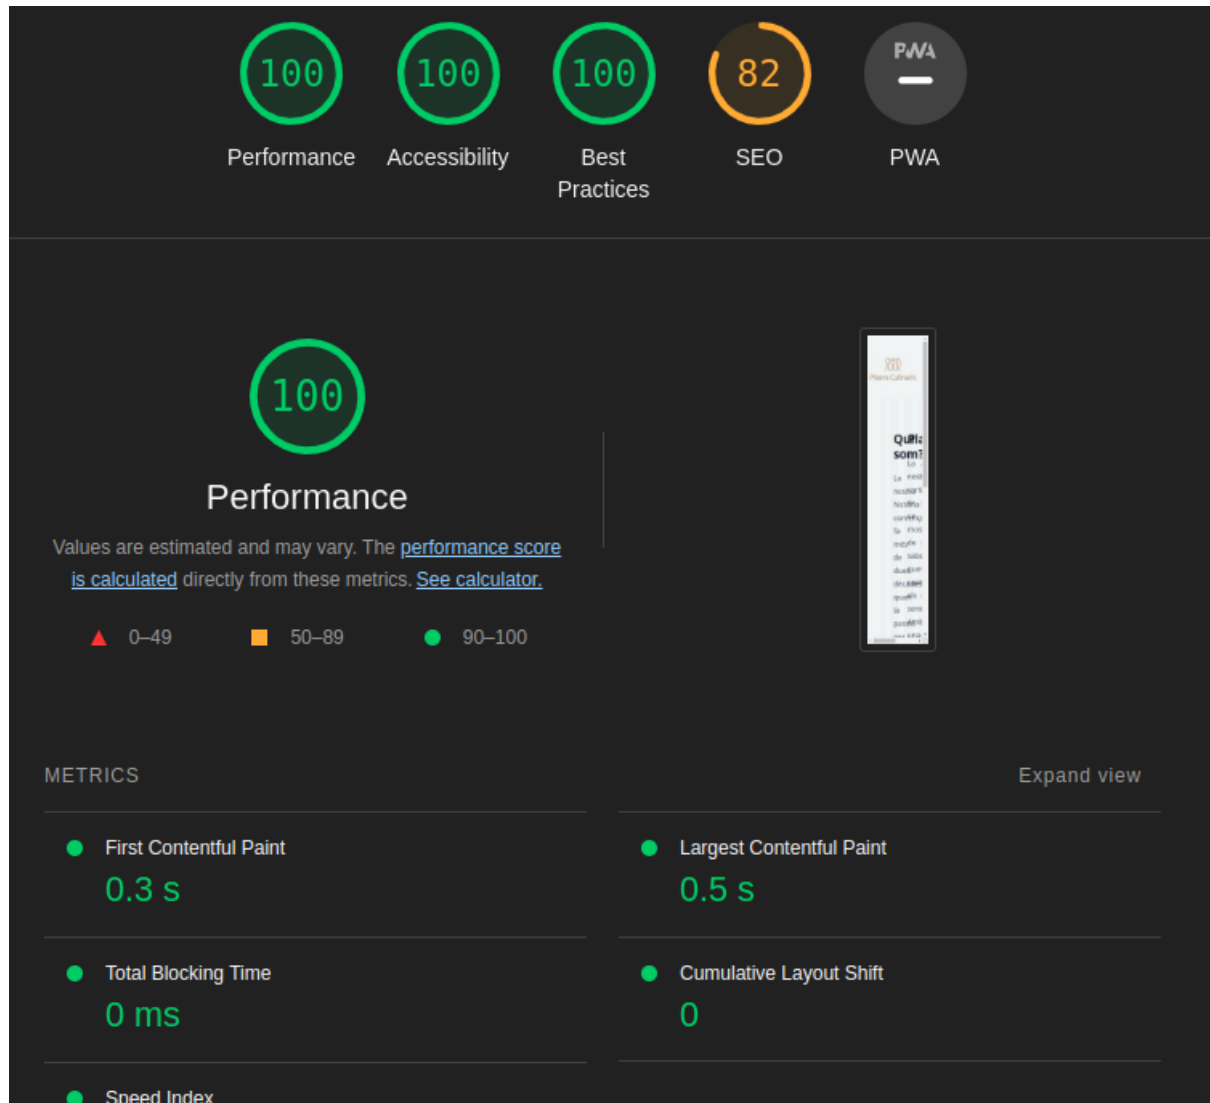 100
100
100
82
PWA
Performance
Accessibility
Best
Practices
SEO
PWA
100
Performance
Values are estimated and may vary. The performance score
is calculated directly from these metrics. See calculator.
0–49
50–89
90–100
som?
METRICS
Expand view
First Contentful Paint
0.3 s
Largest Contentful Paint
0.5 s
Total Blocking Time
0 ms
Cumulative Layout Shift
0
Speed Index